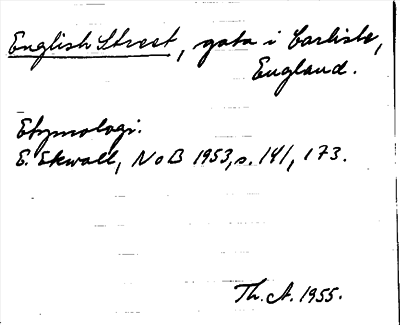 English Street, gata i Carlisle,
England.
Etymologi.
E. Ekwall, NoB 1953, s. 141, 173.
Th. A. 1955.